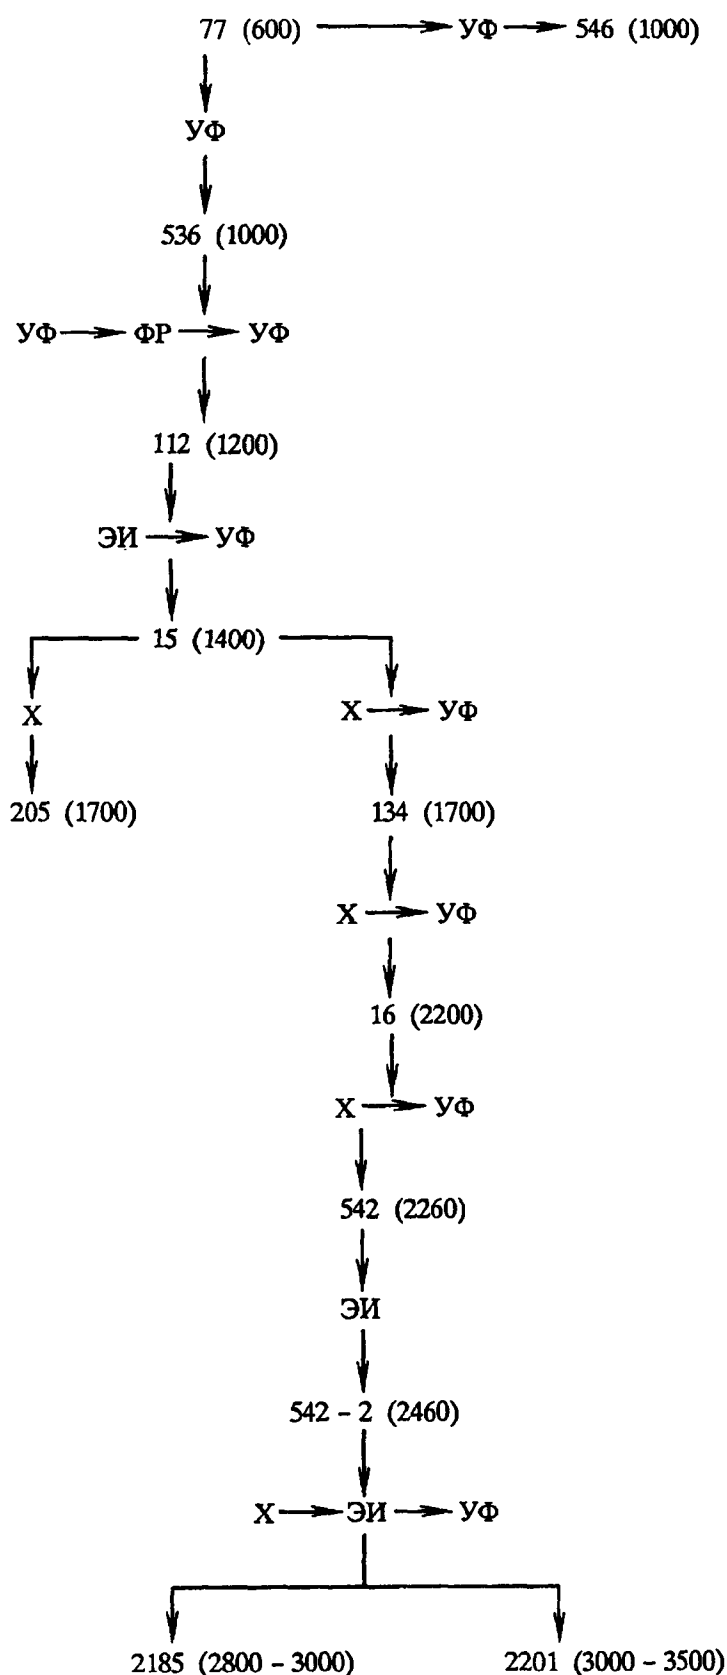 77 (600) УФ 546 (1000)
УФ
536 (1000)
УФ ФР УФ
112 (1200)
ЭИ УФ
15 (1400)
Х Х УФ
205 (1700) 134 (1700)
Х УФ
16 (2200)
Х УФ
542 (2260)
ЭИ
542 – 2 (2460)
Х ЭИ УФ
2185 (2800 – 3000) 2201 (3000 – 3500)